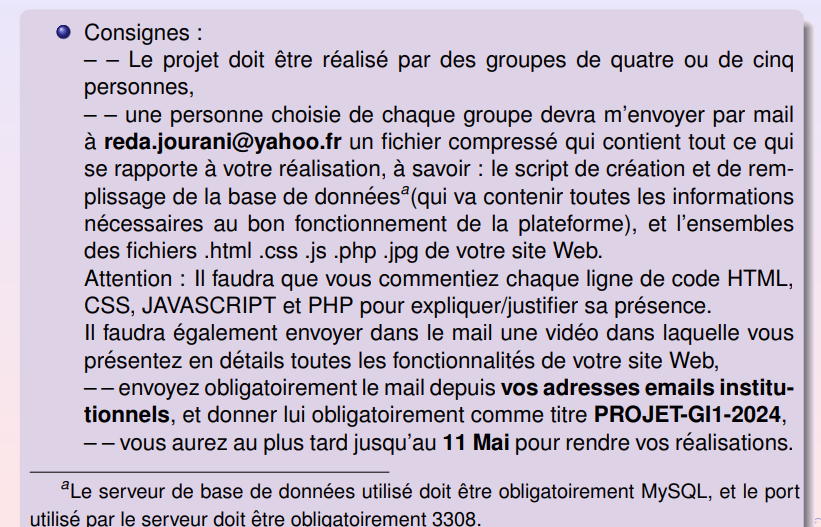 Consignes :
– – Le projet doit être réalisé par des groupes de quatre ou de cinq
personnes,
– – une personne choisie de chaque groupe devra m'envoyer par mail
à reda.jourani@yahoo.fr un fichier compressé qui contient tout ce qui
se rapporte à votre réalisation, à savoir : le script de création et de rem-
plissage de la base de donnéesa(qui va contenir toutes les informations
nécessaires au bon fonctionnement de la plateforme), et l'ensembles
des fichiers .html .css .js .php .jpg de votre site Web.
Attention : Il faudra que vous commentiez chaque ligne de code HTML,
CSS, JAVASCRIPT et PHP pour expliquer/justifier sa présence.
Il faudra également envoyer dans le mail une vidéo dans laquelle vous
présentez en détails toutes les fonctionnalités de votre site Web,
– – envoyez obligatoirement le mail depuis vos adresses emails institu-
tionnels, et donner lui obligatoirement comme titre PROJET-GI1-2024,
– – vous aurez au plus tard jusqu'au 11 Mai pour rendre vos réalisations.
aLe serveur de base de données utilisé doit être obligatoirement MySQL, et le port
utilisé par le serveur doit être obligatoirement 3308.